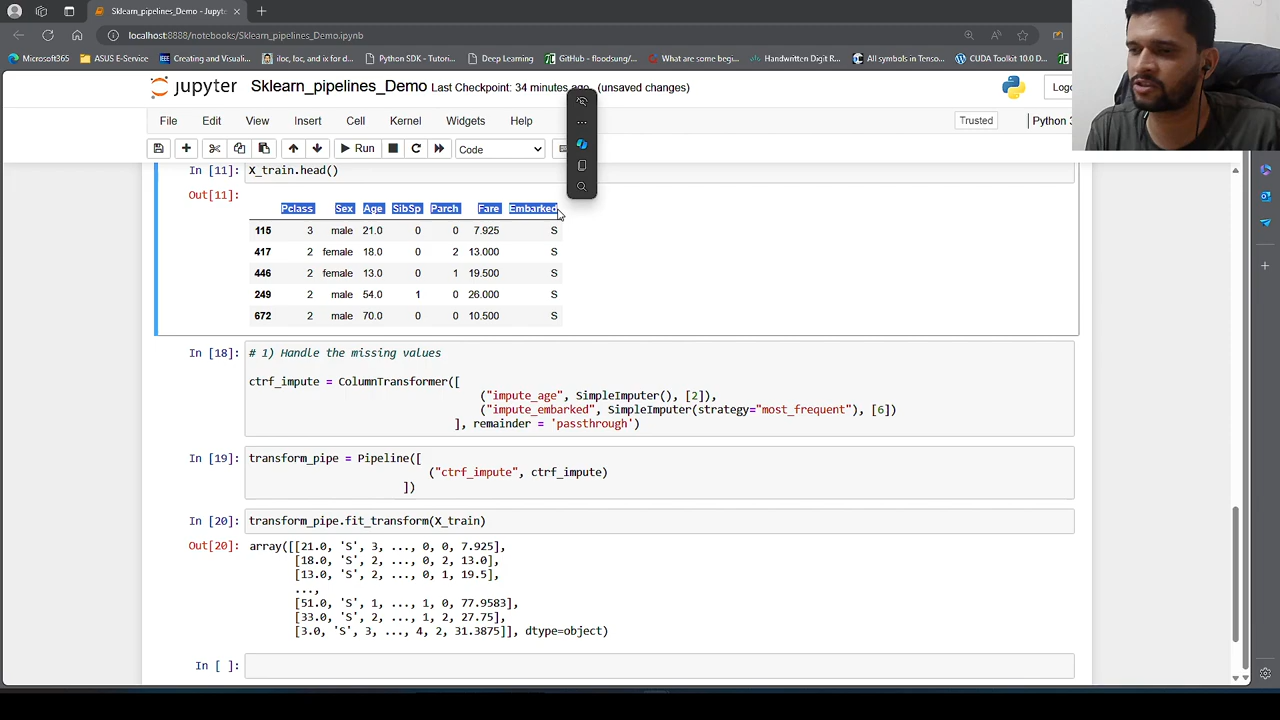 Sklearn_pipelines_Demo - Jupyte
localhost:8888/notebooks/Sklearn_pipelines_Demo.ipynb
Microsoft365
ASUS E-Service
Creating and Visuali...
iloc, loc, and ix for d...
Python SDK - Tutori...
Deep Learning
GitHub - floodsung/...
What are some begi...
Handwritten Digit R...
All symbols in Tenso...
CUDA Toolkit 10.0 D...
jupyter Sklearn_pipelines_Demo Last Checkpoint: 34 minutes ago (unsaved changes)
Logo
File Edit View Insert Cell Kernel Widgets Help
Trusted
Python 3
Run
Code
In [11]: X_train.head()
Out[11]:
Pclass Sex Age SibSp Parch Fare Embarked
115 3 male 21.0 0 0 7.925 S
417 2 female 18.0 0 2 13.000 S
446 2 female 13.0 0 1 19.500 S
249 2 male 54.0 1 0 26.000 S
672 2 male 70.0 0 0 10.500 S
In [18]: # 1) Handle the missing values
ctrf_impute = ColumnTransformer([
("impute_age", SimpleImputer(), [2]),
("impute_embarked", SimpleImputer(strategy="most_frequent"), [6])
], remainder = 'passthrough')
In [19]: transform_pipe = Pipeline([
("ctrf_impute", ctrf_impute)
])
In [20]: transform_pipe.fit_transform(X_train)
Out[20]: array([[21.0, 'S', 3, ..., 0, 0, 7.925],
[18.0, 'S', 2, ..., 0, 2, 13.0],
[13.0, 'S', 2, ..., 0, 1, 19.5],
...,
[51.0, 'S', 1, ..., 1, 0, 77.9583],
[33.0, 'S', 2, ..., 1, 2, 27.75],
[3.0, 'S', 3, ..., 4, 2, 31.3875]], dtype=object)
In [ ]: